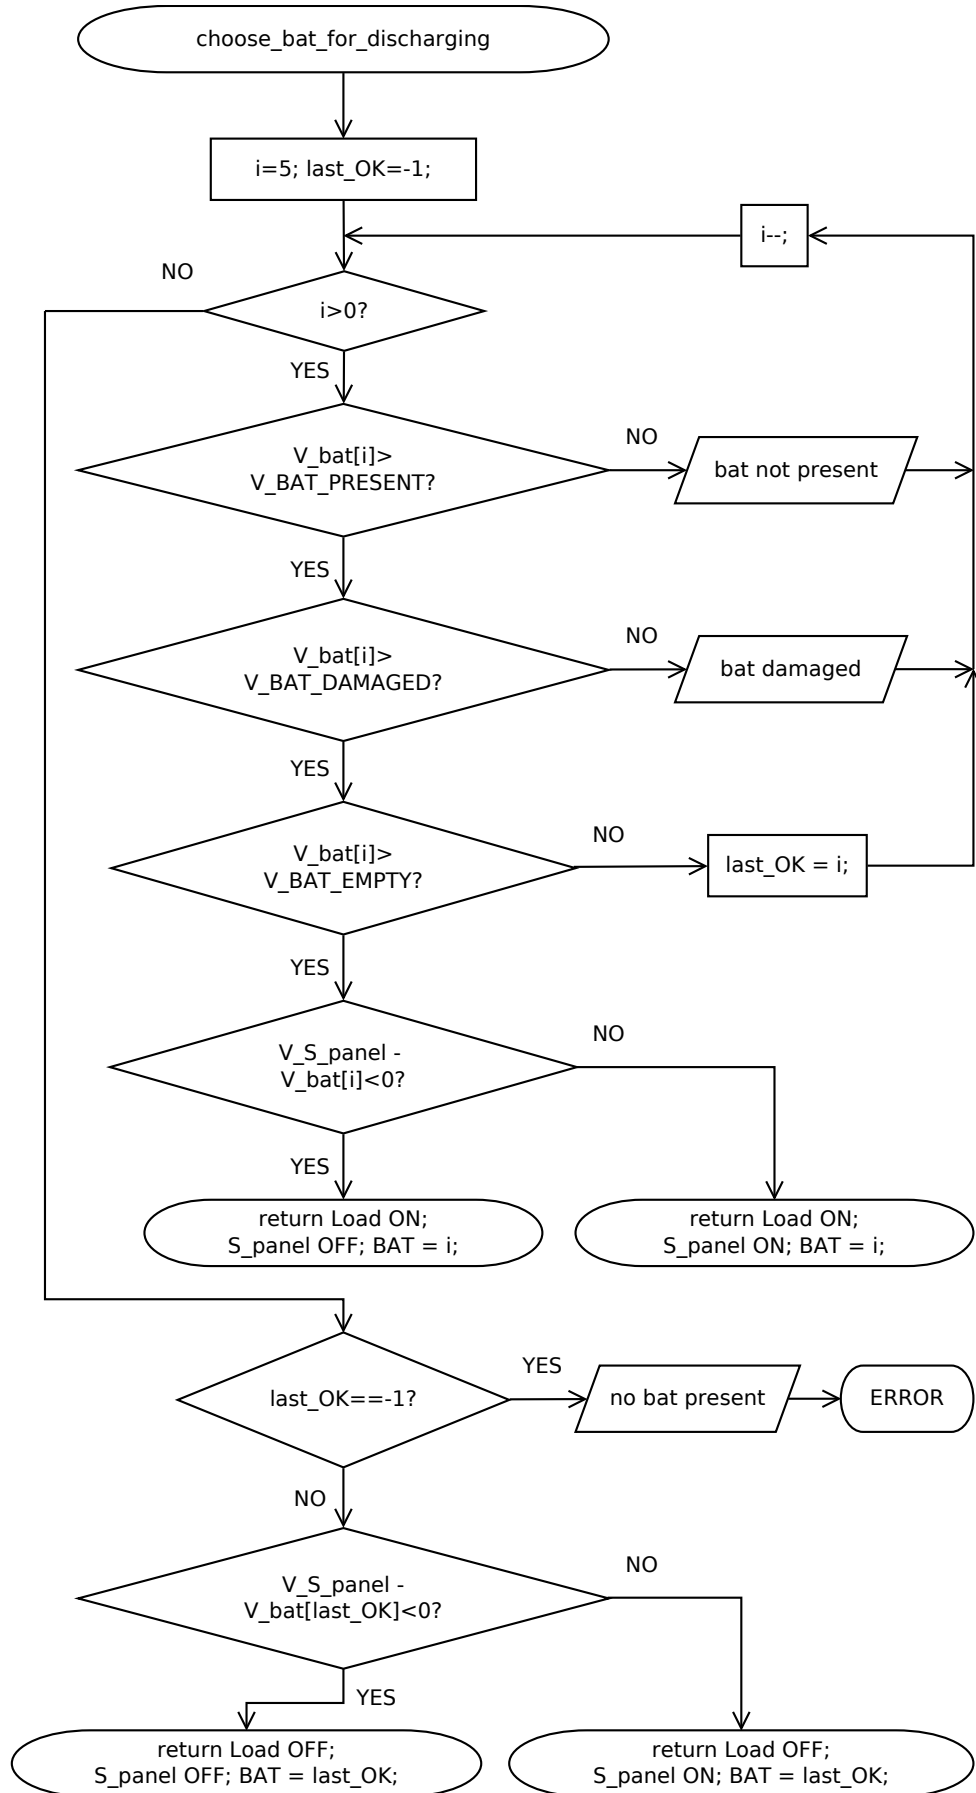 choose_bat_for_discharging
i=5; last_OK=-1;
i--;
NO
i>0?
YES
V_bat[i]>
V_BAT_PRESENT?
NO
bat not present
YES
V_bat[i]>
V_BAT_DAMAGED?
NO
bat damaged
YES
V_bat[i]>
V_BAT_EMPTY?
NO
last_OK = i;
YES
V_S_panel -
V_bat[i]<0?
NO
YES
return Load ON;
S_panel OFF; BAT = i;
return Load ON;
S_panel ON; BAT = i;
last_OK==-1?
YES
no bat present
ERROR
NO
V_S_panel -
V_bat[last_OK]<0?
NO
YES
return Load OFF;
S_panel OFF; BAT = last_OK;
return Load OFF;
S_panel ON; BAT = last_OK;